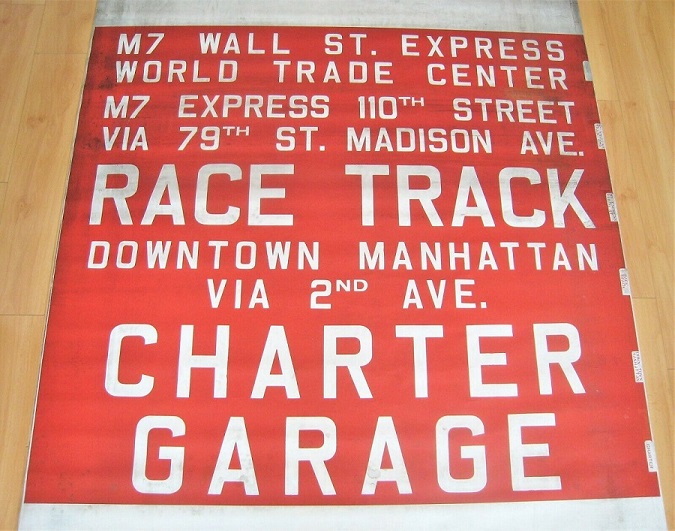 M7 WALL ST. EXPRESS
WORLD TRADE CENTER
M7 EXPRESS 110TH STREET
VIA 79TH ST. MADISON AVE.
RACE TRACK
DOWNTOWN MANHATTAN
VIA 2ND AVE.
CHARTER
GARAGE